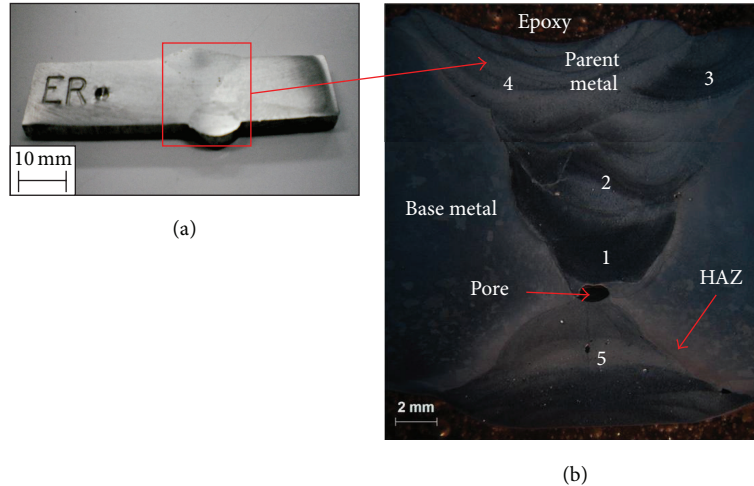 ER
10 mm
(a)
Epoxy
Parent
metal
4
3
2
Base metal
1
HAZ
Pore
5
2 mm
(b)